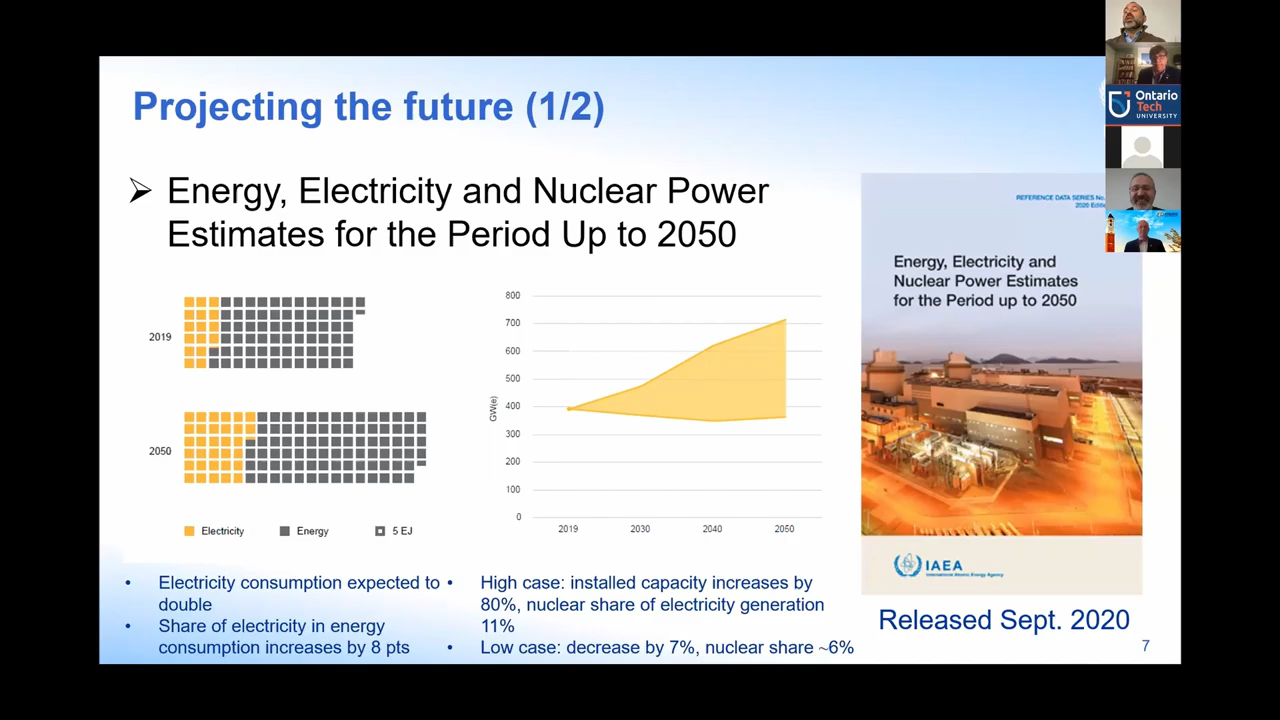 Projecting the future (1/2)
Energy, Electricity and Nuclear Power
Estimates for the Period Up to 2050
2019
2050
Electricity
Energy
5 EJ
800
700
600
500
400
300
200
100
0
GW(e)
2019
2030
2040
2050
• Electricity consumption expected to
double
• Share of electricity in energy
consumption increases by 8 pts
• High case: installed capacity increases by
80%, nuclear share of electricity generation
11%
• Low case: decrease by 7%, nuclear share ~6%
REFERENCE DATA SERIES No.
2020
Energy, Electricity and
Nuclear Power Estimates
for the Period up to 2050
IAEA
International Atomic Energy Agency
Released Sept. 2020
7
Ontario
Tech
UNIVERSITY